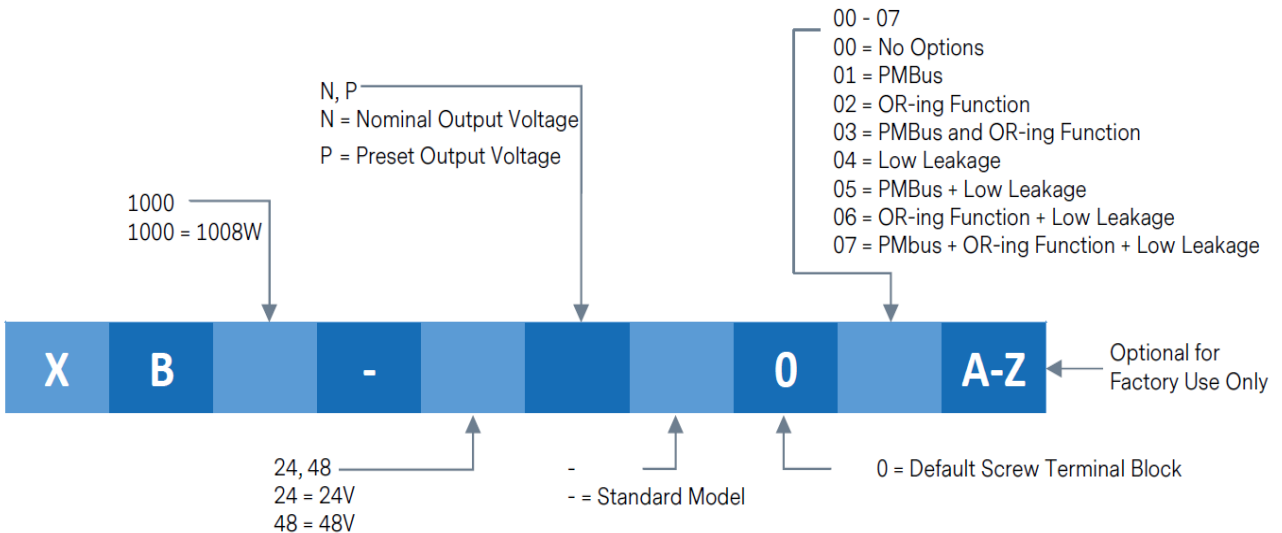 00 - 07
00 = No Options
01 = PMBus
02 = OR-ing Function
03 = PMBus and OR-ing Function
04 = Low Leakage
05 = PMBus + Low Leakage
06 = OR-ing Function + Low Leakage
07 = PMbus + OR-ing Function + Low Leakage
N, P
N = Nominal Output Voltage
P = Preset Output Voltage
1000
1000 = 1008W
X B - 0 A-Z
Optional for
Factory Use Only
24, 48
24 = 24V
48 = 48V
-
- = Standard Model
0 = Default Screw Terminal Block